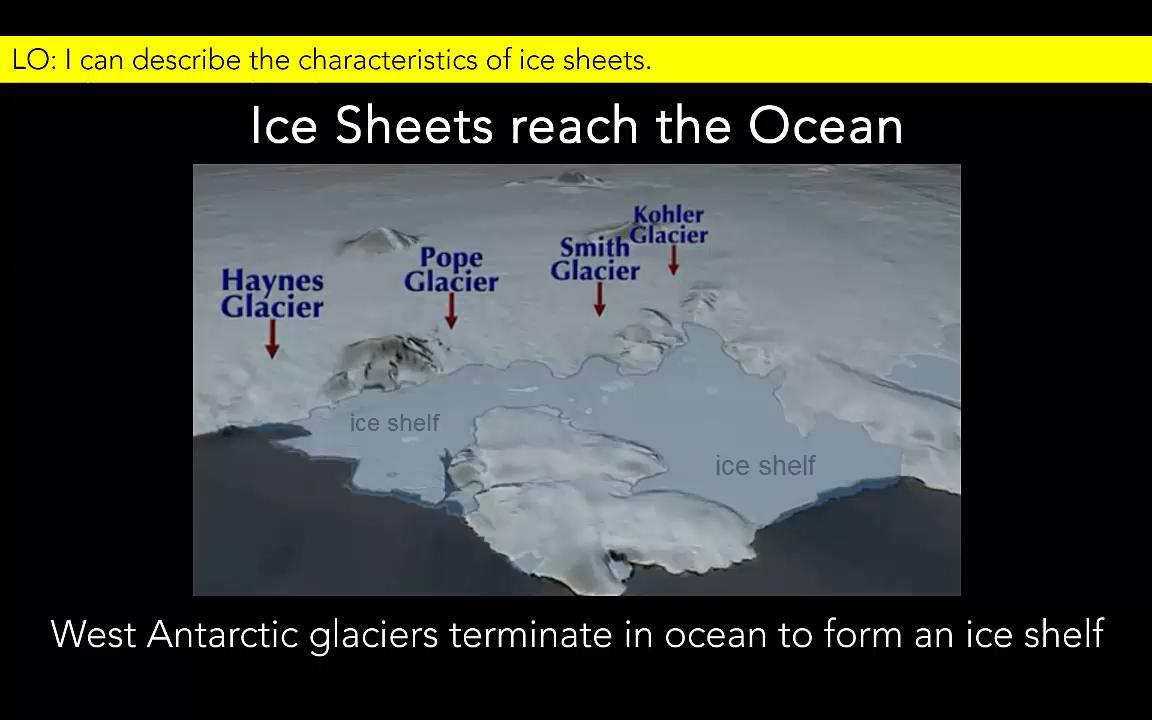 LO: I can describe the characteristics of ice sheets.
Ice Sheets reach the Ocean
Kohler
Glacier
Smith
Glacier
Pope
Glacier
Haynes
Glacier
ice shelf
ice shelf
West Antarctic glaciers terminate in ocean to form an ice shelf